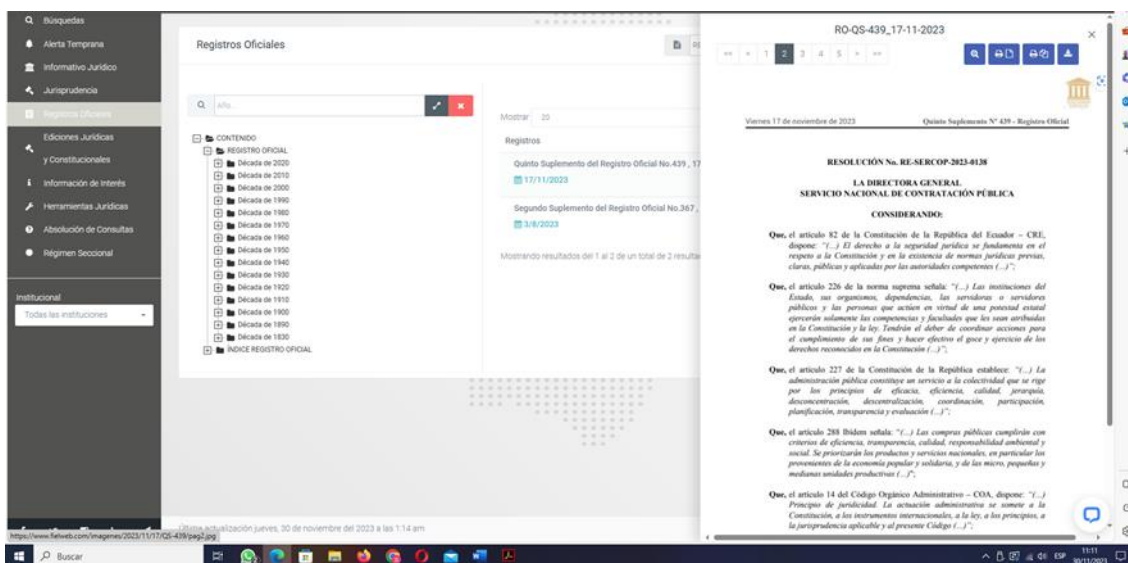 Búsquedas
Alerta Temprana
Informativo Jurídico
Jurisprudencia
Registros Oficiales
Ediciones Jurídicas
y Constitucionales
Información de Interés
Herramientas Jurídicas
Absolución de Consultas
Régimen Seccional
Institucional
Todas las instituciones
Registros Oficiales
Año...
CONTENIDO
REGISTRO OFICIAL
Década de 2020
Década de 2010
Década de 2000
Década de 1990
Década de 1980
Década de 1970
Década de 1960
Década de 1950
Década de 1940
Década de 1930
Década de 1920
Década de 1910
Década de 1900
Década de 1890
Década de 1830
ÍNDICE REGISTRO OFICIAL
Mostrar 20
Registros
Quinto Suplemento del Registro Oficial No.439 , 17
17/11/2023
Segundo Suplemento del Registro Oficial No.367 ,
3/8/2023
Mostrando resultados del 1 al 2 de un total de 2
Última actualización jueves, 30 de noviembre del 2023 a las 1:14 am
https://www.fielweb.com/imagenes/2023/11/17/QS-439/pag2.jpg
RO-QS-439_17-11-2023
«« « 1 2 3 4 5 » »»
Viernes 17 de noviembre de 2023 Quinto Suplemento Nº 439 - Registro Oficial
RESOLUCIÓN No. RE-SERCOP-2023-0138
LA DIRECTORA GENERAL
SERVICIO NACIONAL DE CONTRATACIÓN PÚBLICA
CONSIDERANDO:
Que, el artículo 82 de la Constitución de la República del Ecuador – CRE,
dispone: “(...) El derecho a la seguridad jurídica se fundamenta en el
respeto a la Constitución y en la existencia de normas jurídicas previas,
claras, públicas y aplicadas por las autoridades competentes (...)”;
Que, el artículo 226 de la norma suprema señala: “(...) Las instituciones del
Estado, sus organismos, dependencias, las servidoras o servidores
públicos y las personas que actúen en virtud de una potestad estatal
ejercerán solamente las competencias y facultades que les sean atribuidas
en la Constitución y la ley. Tendrán el deber de coordinar acciones para
el cumplimiento de sus fines y hacer efectivo el goce y ejercicio de los
derechos reconocidos en la Constitución (...)”;
Que, el artículo 227 de la Constitución de la República establece: “(...) La
administración pública constituye un servicio a la colectividad que se rige
por los principios de eficacia, eficiencia, calidad, jerarquía,
desconcentración, descentralización, coordinación, participación,
planificación, transparencia y evaluación (...)”;
Que, el artículo 288 Ibídem señala: “(...) Las compras públicas cumplirán con
criterios de eficiencia, transparencia, calidad, responsabilidad ambiental y
social. Se priorizarán los productos y servicios nacionales, en particular los
provenientes de la economía popular y solidaria, y de las micro, pequeñas y
medianas unidades productivas (...)”;
Que, el artículo 14 del Código Orgánico Administrativo – COA, dispone: “(...)
Principio de juridicidad. La actuación administrativa se somete a la
Constitución, a los instrumentos internacionales, a la ley, a los principios, a
la jurisprudencia aplicable y al presente Código (...)”;
Buscar
ESP
11:11
30/11/2023